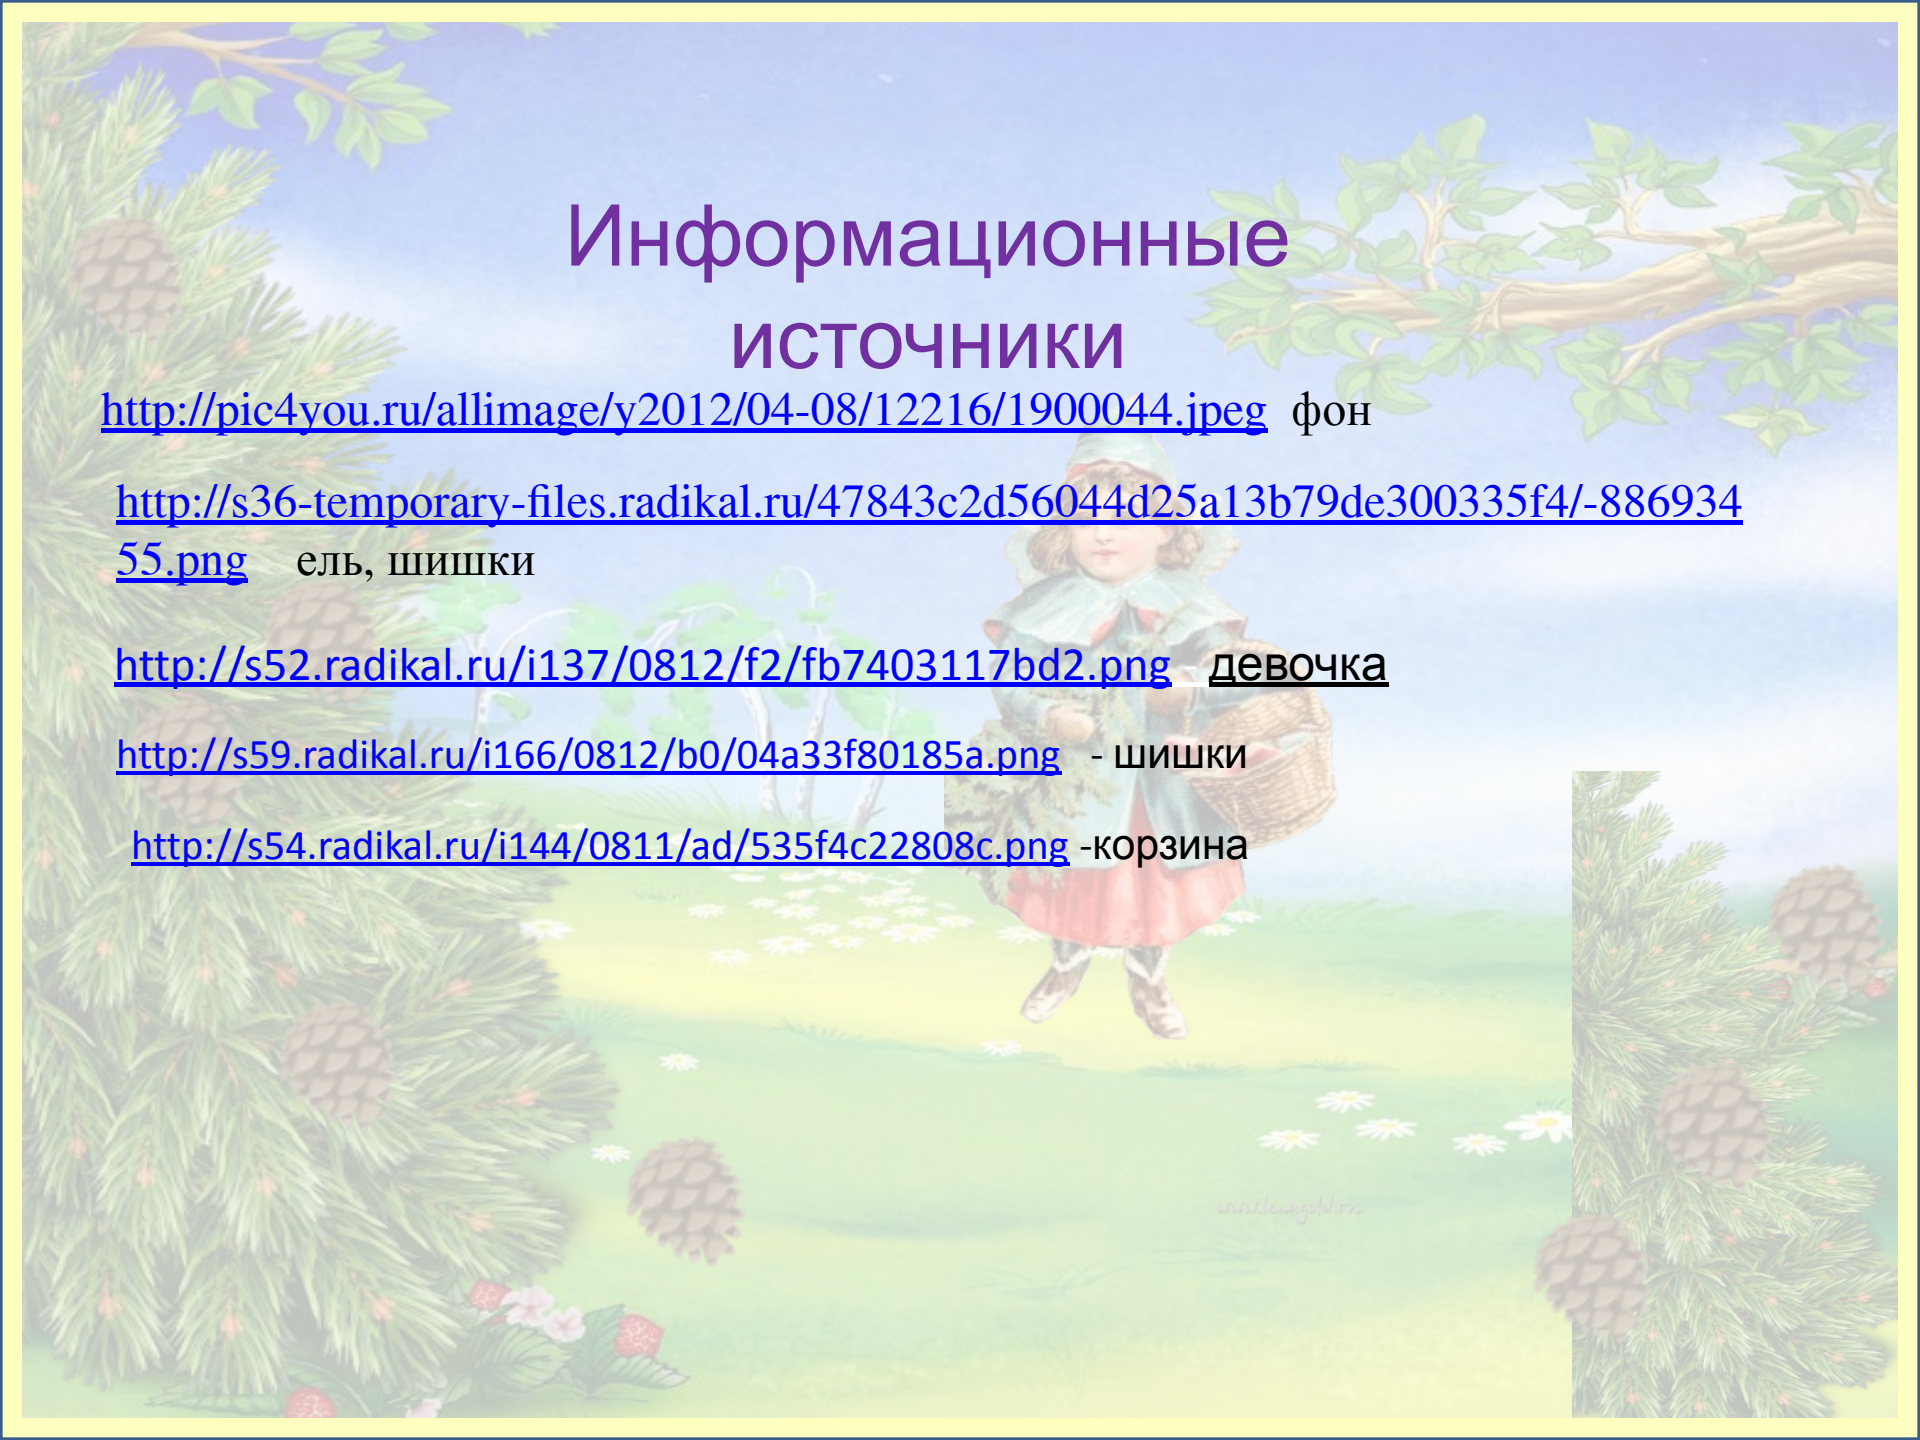 Информационные
источники
http://pic4you.ru/allimage/y2012/04-08/12216/1900044.jpeg фон
http://s36-temporary-files.radikal.ru/47843c2d56044d25a13b79de300335f4/-886934
55.png ель, шишки
http://s52.radikal.ru/i137/0812/f2/fb7403117bd2.png - девочка
http://s59.radikal.ru/i166/0812/b0/04a33f80185a.png - шишки
http://s54.radikal.ru/i144/0811/ad/535f4c22808c.png -корзина